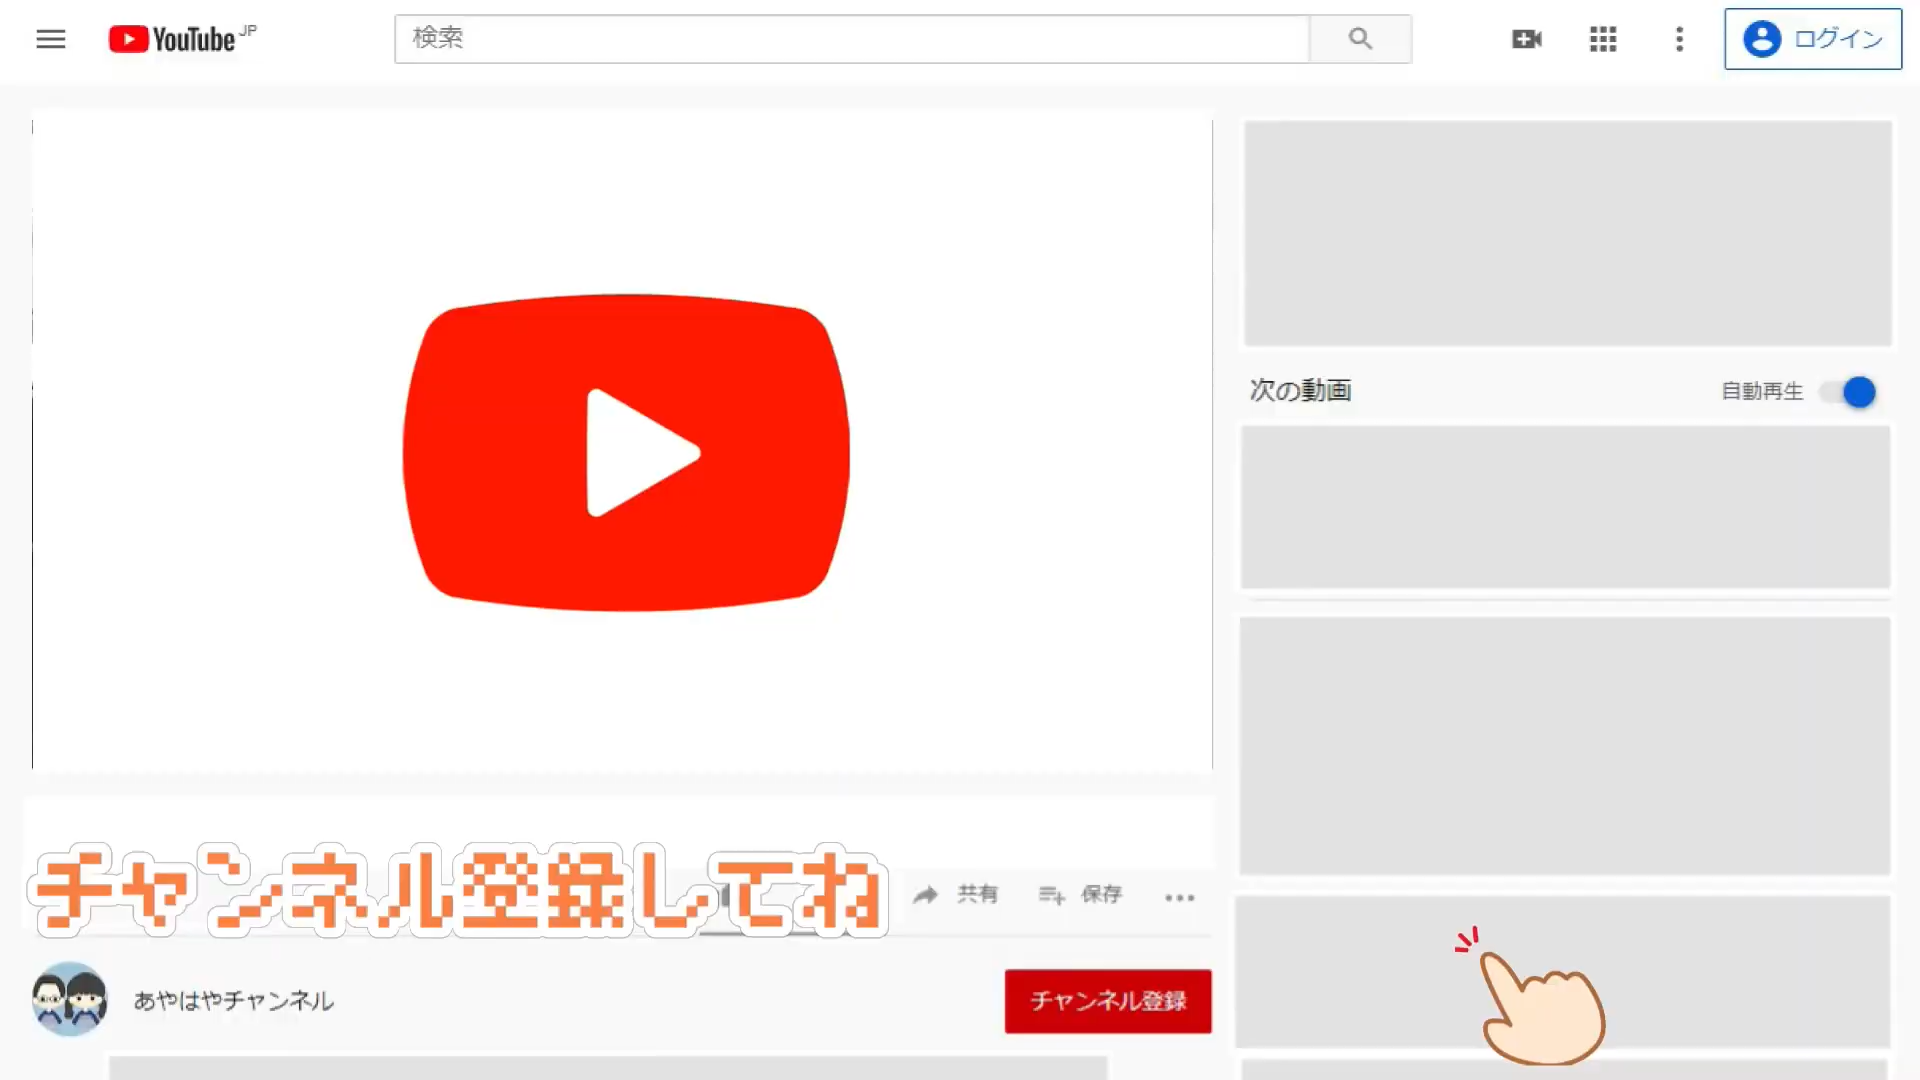 YouTube JP
検索
ログイン
次の動画
自動再生
チャンネル登録してね
共有
保存
あやはやチャンネル
チャンネル登録